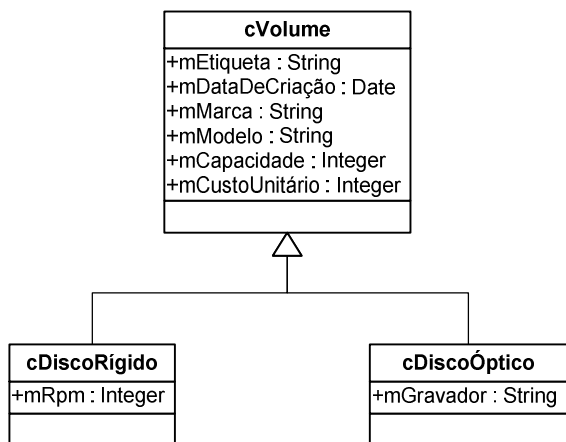 cVolume
+mEtiqueta : String
+mDataDeCriação : Date
+mMarca : String
+mModelo : String
+mCapacidade : Integer
+mCustoUnitário : Integer
cDiscoRígido
+mRpm : Integer
cDiscoÓptico
+mGravador : String